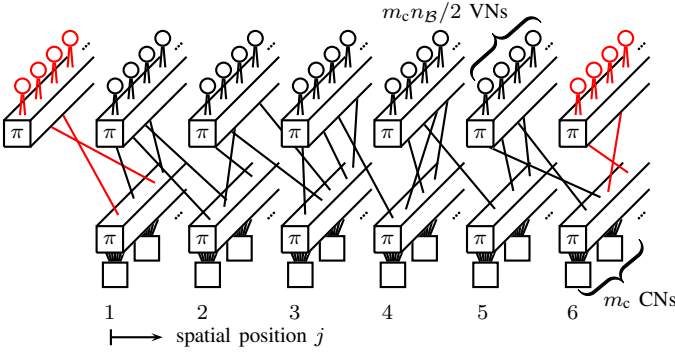 m_c n_ℬ/2 VNs
... ... ... ... ... ... ...
π π π π π π π
... ... ... ... ... ...
π π π π π π
m_c CNs
1 2 3 4 5 6
spatial position j